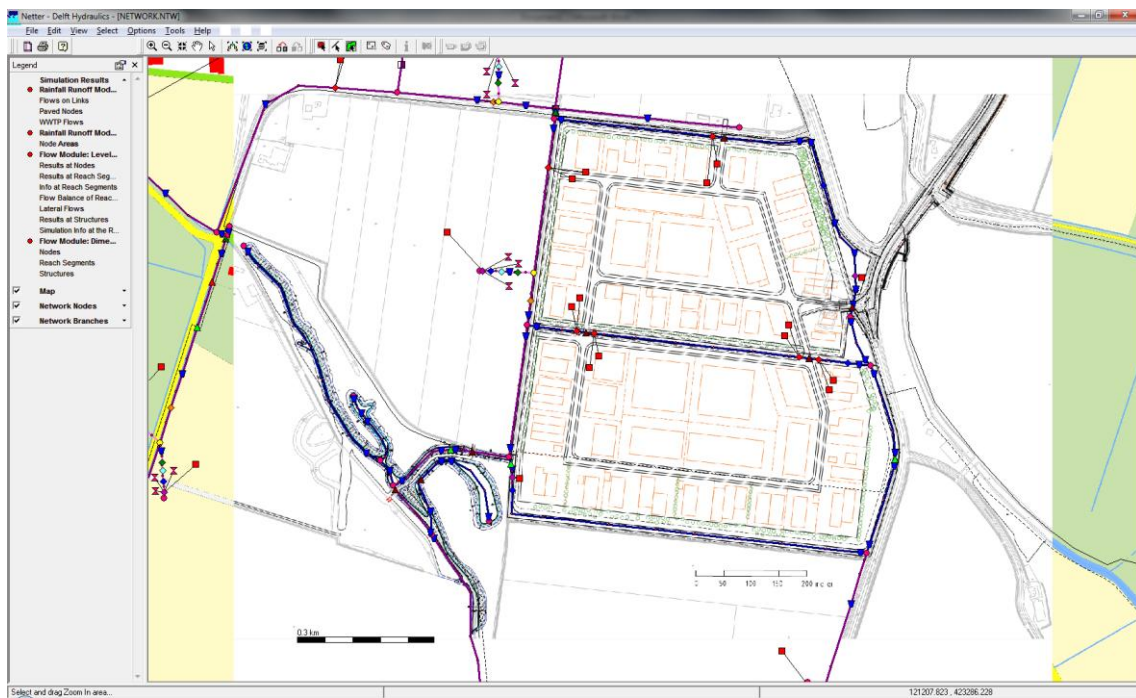 Netter - Delft Hydraulics - [NETWORK.NTW]
File Edit View Select Options Tools Help
Legend
Simulation Results
Rainfall Runoff Mod...
Flows on Links
Paved Nodes
WWTP Flows
Rainfall Runoff Mod...
Node Areas
Flow Module: Level...
Results at Nodes
Results at Reach Seg...
Info at Reach Segments
Flow Balance of Reac...
Lateral Flows
Results at Structures
Simulation Info at the R...
Flow Module: Dime...
Nodes
Reach Segments
Structures
Map
Network Nodes
Network Branches
0 50 100 150 200
0.3 km
Select and drag Zoom In area...
121207.823 , 423286.228